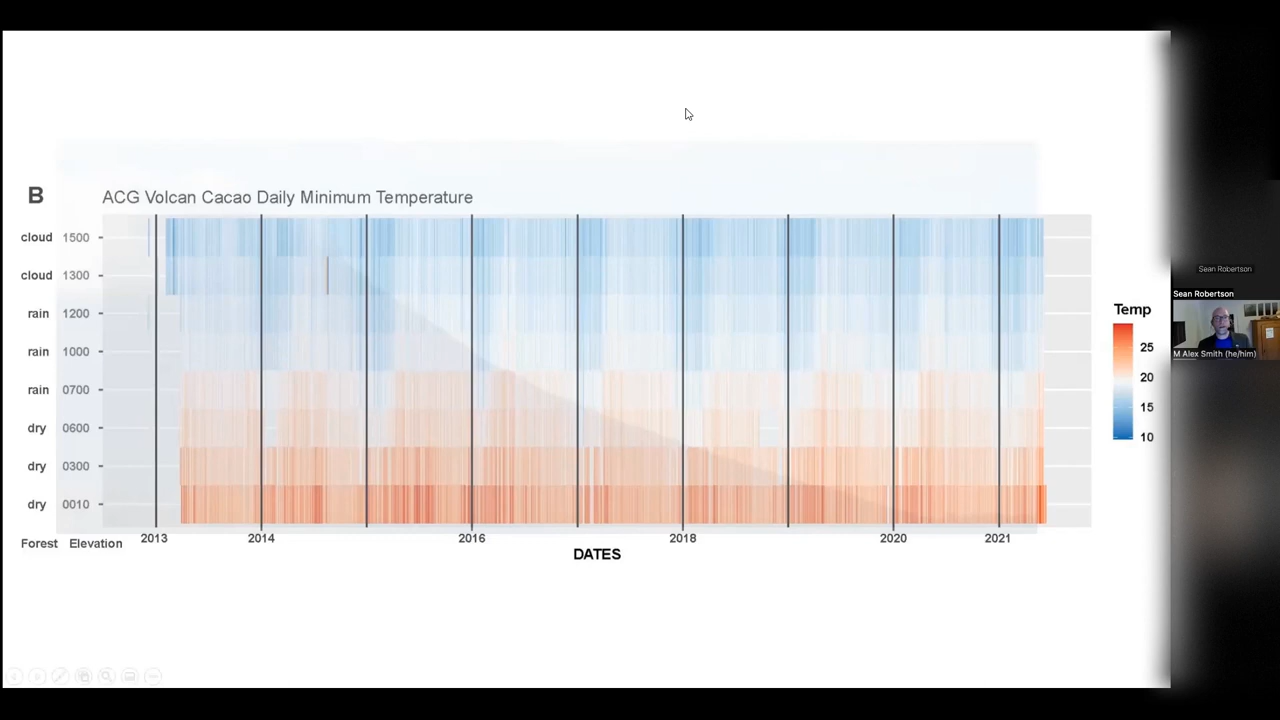 B
ACG Volcan Cacao Daily Minimum Temperature
cloud 1500
cloud 1300
rain 1200
rain 1000
rain 0700
dry 0600
dry 0300
dry 0010
Forest Elevation
2013 2014 2016 2018 2020 2021
DATES
Temp
25
20
15
10
Sean Robertson
Sean Robertson
M Alex Smith (he/him)